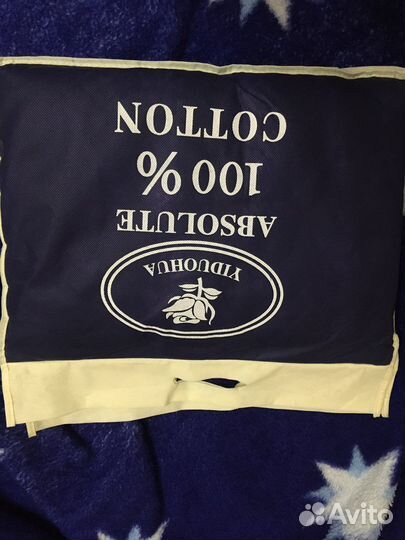 YIDUOHUA
ABSOLUTE
100%
COTTON
Avito